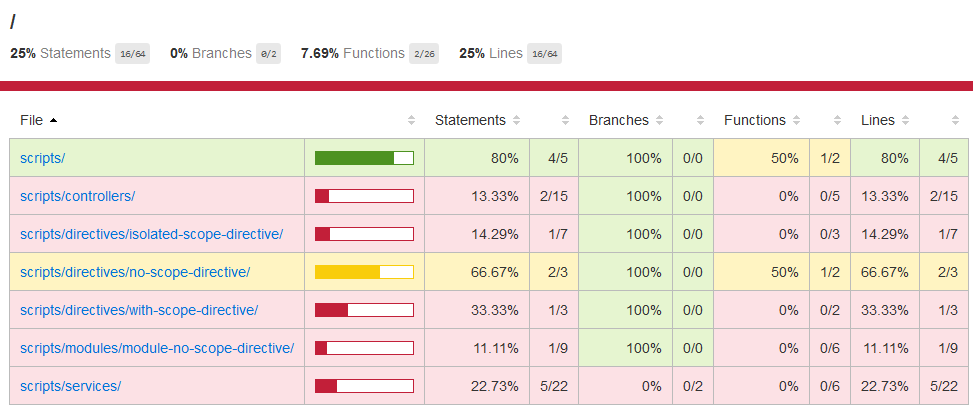 /
25% Statements 16/64 0% Branches 0/2 7.69% Functions 2/26 25% Lines 16/64
File Statements Branches Functions Lines
scripts/ 80% 4/5 100% 0/0 50% 1/2 80% 4/5
scripts/controllers/ 13.33% 2/15 100% 0/0 0% 0/5 13.33% 2/15
scripts/directives/isolated-scope-directive/ 14.29% 1/7 100% 0/0 0% 0/3 14.29% 1/7
scripts/directives/no-scope-directive/ 66.67% 2/3 100% 0/0 50% 1/2 66.67% 2/3
scripts/directives/with-scope-directive/ 33.33% 1/3 100% 0/0 0% 0/2 33.33% 1/3
scripts/modules/module-no-scope-directive/ 11.11% 1/9 100% 0/0 0% 0/6 11.11% 1/9
scripts/services/ 22.73% 5/22 0% 0/2 0% 0/6 22.73% 5/22